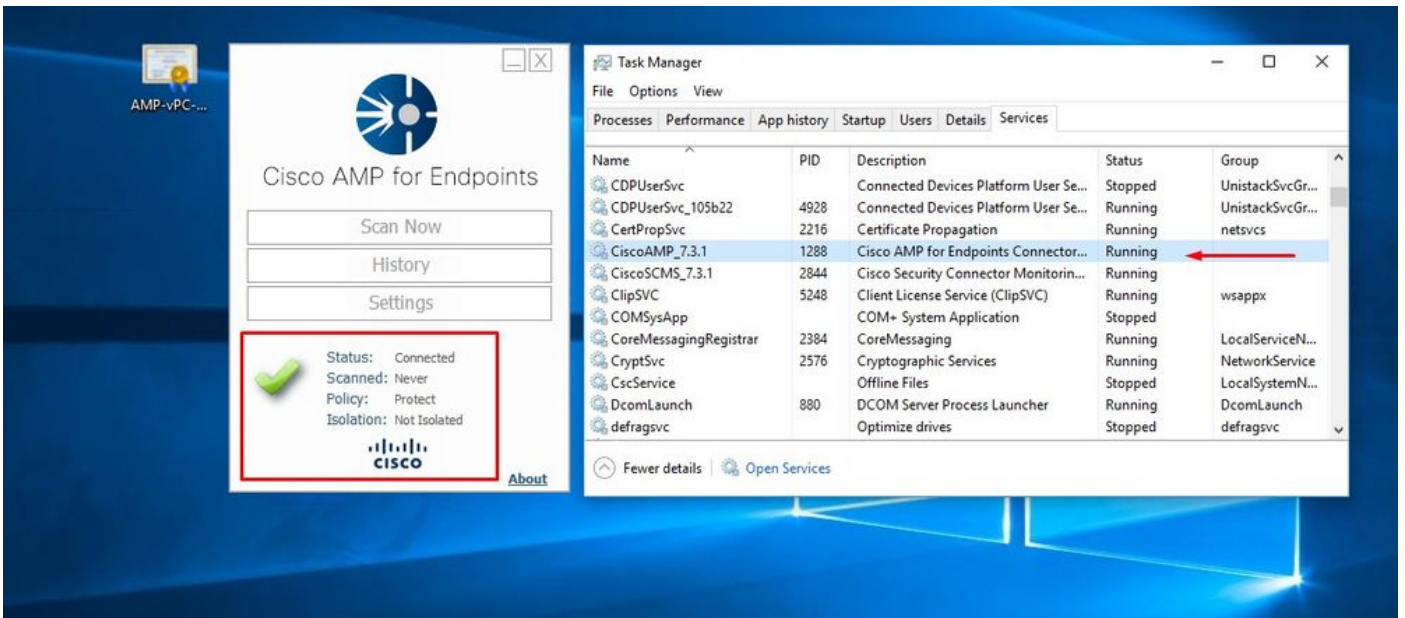 AMP-vPC-...
Cisco AMP for Endpoints
Scan Now
History
Settings
Status: Connected
Scanned: Never
Policy: Protect
Isolation: Not Isolated
CISCO
About
Task Manager
File Options View
Processes Performance App history Startup Users Details Services
Name PID Description Status Group
CDPUserSvc Connected Devices Platform User Se... Stopped UnistackSvcGr...
CDPUserSvc_105b22 4928 Connected Devices Platform User Se... Running UnistackSvcGr...
CertPropSvc 2216 Certificate Propagation Running netsvcs
CiscoAMP_7.3.1 1288 Cisco AMP for Endpoints Connector... Running
CiscoSCMS_7.3.1 2844 Cisco Security Connector Monitorin... Running
ClipSVC 5248 Client License Service (ClipSVC) Running wsappx
COMSysApp COM+ System Application Stopped
CoreMessagingRegistrar 2384 CoreMessaging Running LocalServiceN...
CryptSvc 2576 Cryptographic Services Running NetworkService
CscService Offline Files Stopped LocalSystemN...
DcomLaunch 880 DCOM Server Process Launcher Running DcomLaunch
defragsvc Optimize drives Stopped defragsvc
Fewer details Open Services